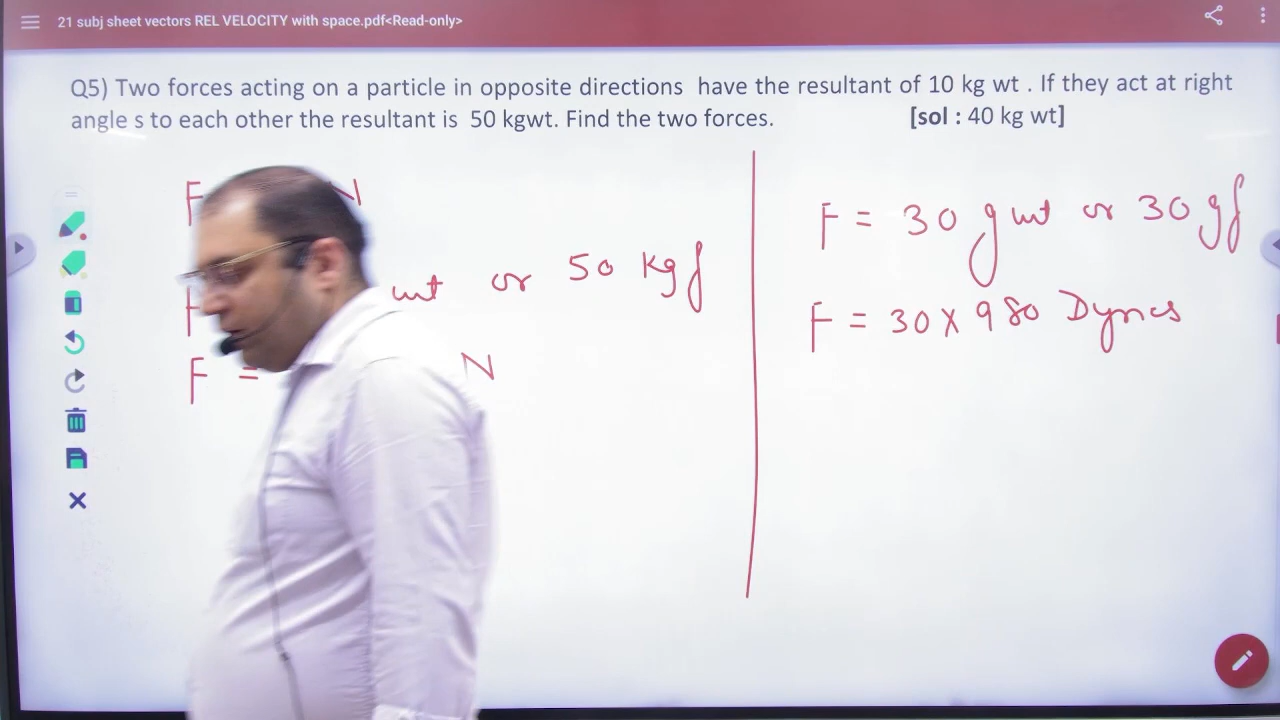 21 subj sheet vectors REL VELOCITY with space.pdf<Read-only>
Q5) Two forces acting on a particle in opposite directions have the resultant of 10 kg wt . If they act at right
angle s to each other the resultant is 50 kgwt. Find the two forces. [sol : 40 kg wt]
F N
F wt or 50 kgf
F = N
F = 30 g wt or 30 gf
F = 30 X 980 Dynes